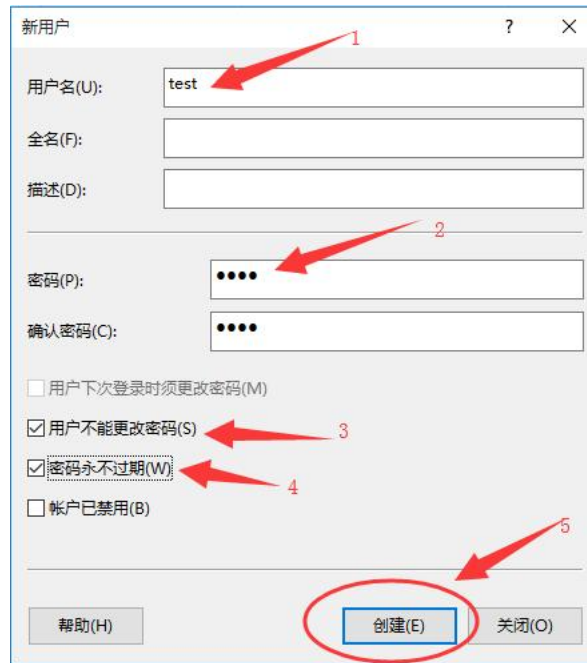 新用户 ? ×
1
用户名(U): test
全名(F):
描述(D):
2
密码(P): ●●●●
确认密码(C): ●●●●
用户下次登录时须更改密码(M)
用户不能更改密码(S) 3
密码永不过期(W) 4
帐户已禁用(B)
5
帮助(H) 创建(E) 关闭(O)